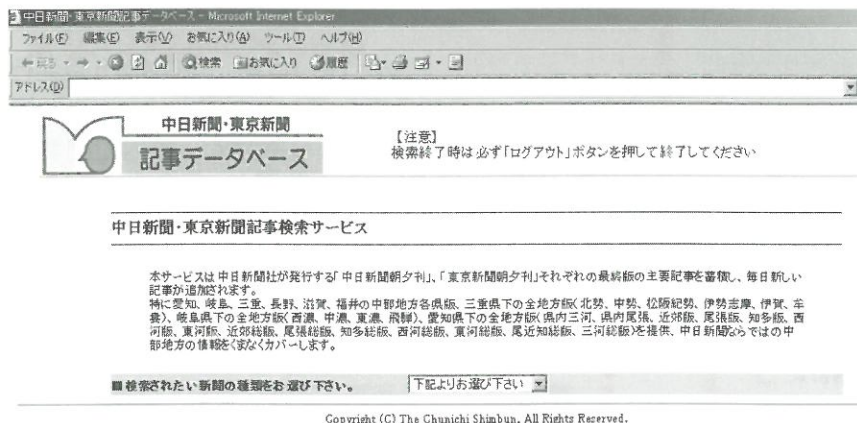 中日新聞・東京新聞記事データベース - Microsoft Internet Explorer
ファイル(F) 編集(E) 表示(V) お気に入り(A) ツール(T) ヘルプ(H)
戻る 検索 お気に入り 履歴
アドレス(D)
中日新聞・東京新聞
記事データベース
【注意】
検索終了時は必ず「ログアウト」ボタンを押して終了してください
中日新聞・東京新聞記事検索サービス
本サービスは中日新聞社が発行する「中日新聞朝夕刊」、「東京新聞朝夕刊」それぞれの最終版の主要記事を蓄積し、毎日新しい
記事が追加されます。
特に愛知、岐阜、三重、長野、滋賀、福井の中部地方各県版、三重県下の全地方版(北勢、中勢、松阪紀勢、伊勢志摩、伊賀、牟
婁)、岐阜県下の全地方版(西濃、中濃、東濃、飛騨)、愛知県下の全地方版(県内三河、県内尾張、近郊版、尾張版、知多版、西
河版、東河版、近郊総版、尾張総版、知多総版、西河総版、東河総版、尾近知総版、三河総版)を提供、中日新聞ならではの中
部地方の情報をくまなくカバーします。
■検索されたい新聞の種類をお選び下さい。 下記よりお選び下さい
Copyright (C) The Chunichi Shimbun, All Rights Reserved.